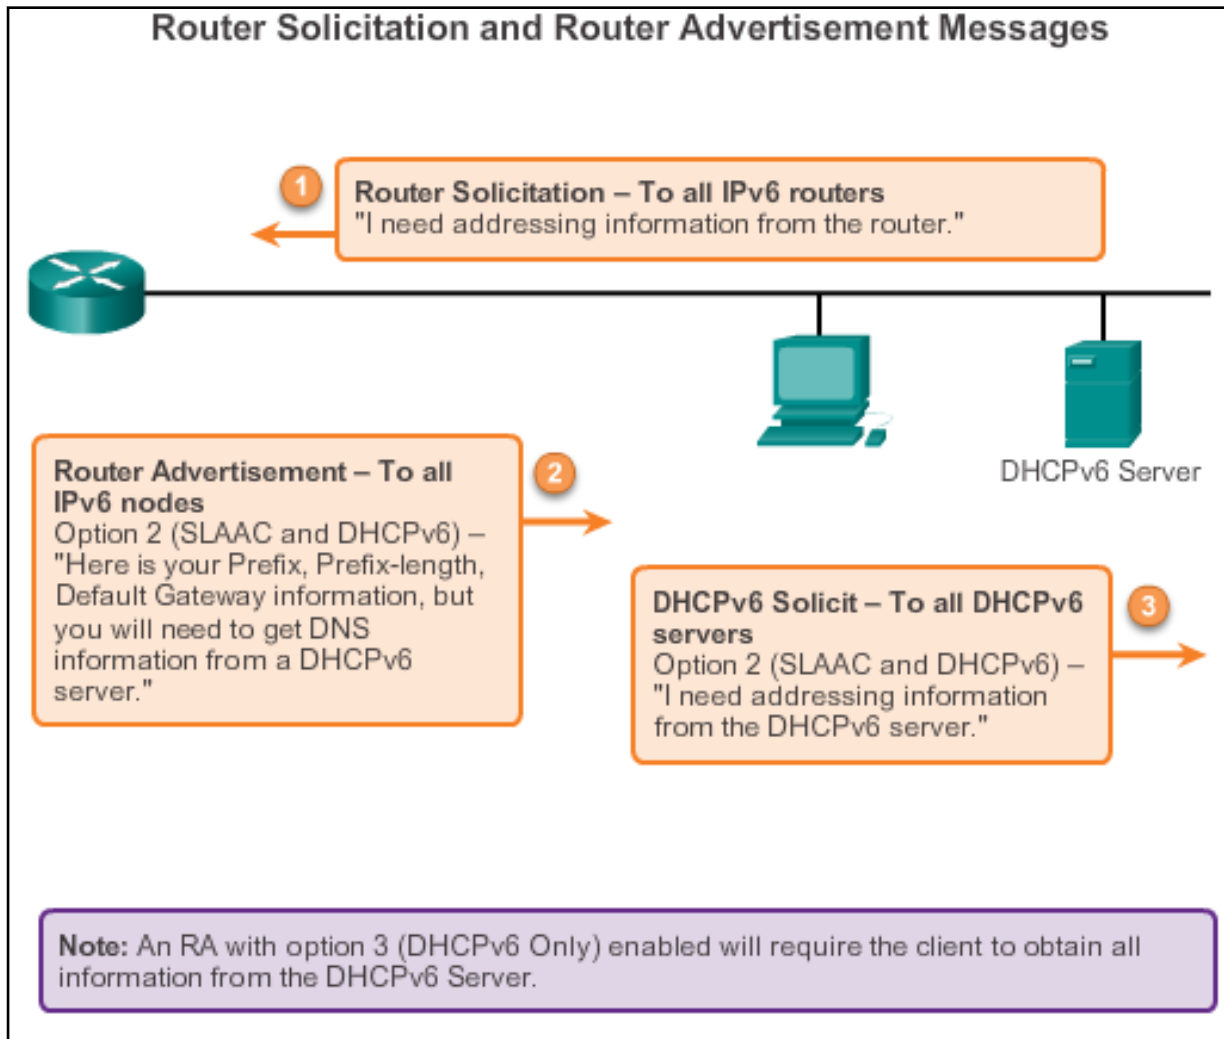 Router Solicitation and Router Advertisement Messages
1
Router Solicitation – To all IPv6 routers
"I need addressing information from the router."
DHCPv6 Server
Router Advertisement – To all
IPv6 nodes
Option 2 (SLAAC and DHCPv6) –
"Here is your Prefix, Prefix-length,
Default Gateway information, but
you will need to get DNS
information from a DHCPv6
server."
2
DHCPv6 Solicit – To all DHCPv6
servers
Option 2 (SLAAC and DHCPv6) –
"I need addressing information
from the DHCPv6 server."
3
Note: An RA with option 3 (DHCPv6 Only) enabled will require the client to obtain all
information from the DHCPv6 Server.